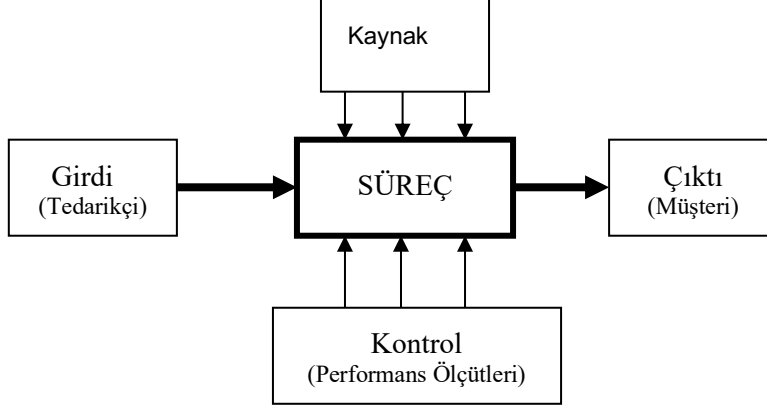 Kaynak
Girdi
(Tedarikçi)
SÜREÇ
Çıktı
(Müşteri)
Kontrol
(Performans Ölçütleri)